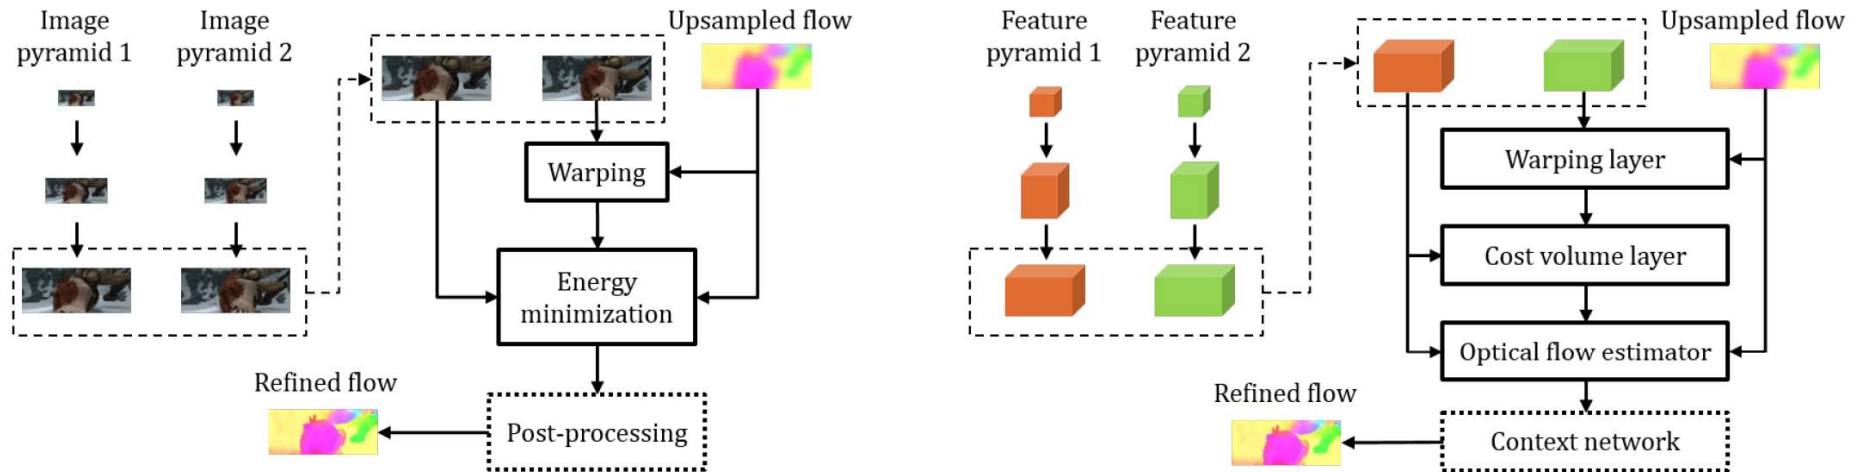 Image
pyramid 1
Image
pyramid 2
Upsampled flow
Warping
Energy
minimization
Refined flow
Post-processing
Feature
pyramid 1
Feature
pyramid 2
Upsampled flow
Warping layer
Cost volume layer
Optical flow estimator
Refined flow
Context network